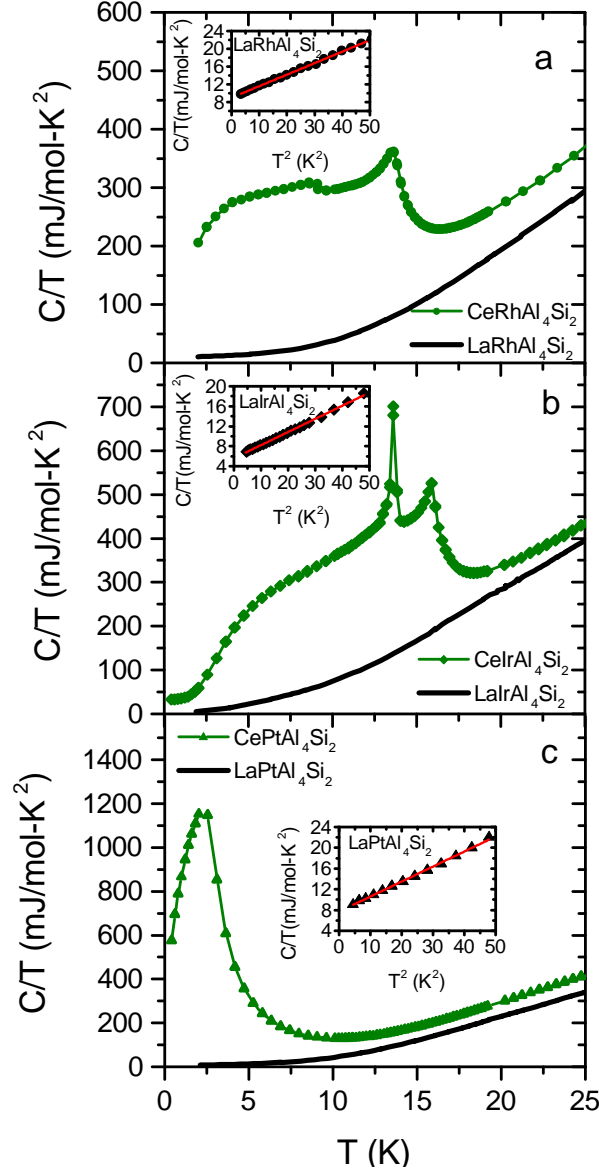 600
500
400
300
200
100
0
C/T (mJ/mol-K²)
a
LaRhAl₄Si₂
24
20
16
12
8
C/T(mJ/mol-K²)
0 10 20 30 40 50
T² (K²)
CeRhAl₄Si₂
LaRhAl₄Si₂
700
600
500
400
300
200
100
0
C/T (mJ/mol-K²)
b
LaIrAl₄Si₂
20
16
12
8
4
C/T(mJ/mol-K²)
0 10 20 30 40 50
T² (K²)
CeIrAl₄Si₂
LaIrAl₄Si₂
1400
1200
1000
800
600
400
200
0
C/T (mJ/mol-K²)
CePtAl₄Si₂
LaPtAl₄Si₂
c
LaPtAl₄Si₂
24
20
16
12
8
4
C/T(mJ/mol-K²)
0 10 20 30 40 50
T² (K²)
0 5 10 15 20 25
T (K)